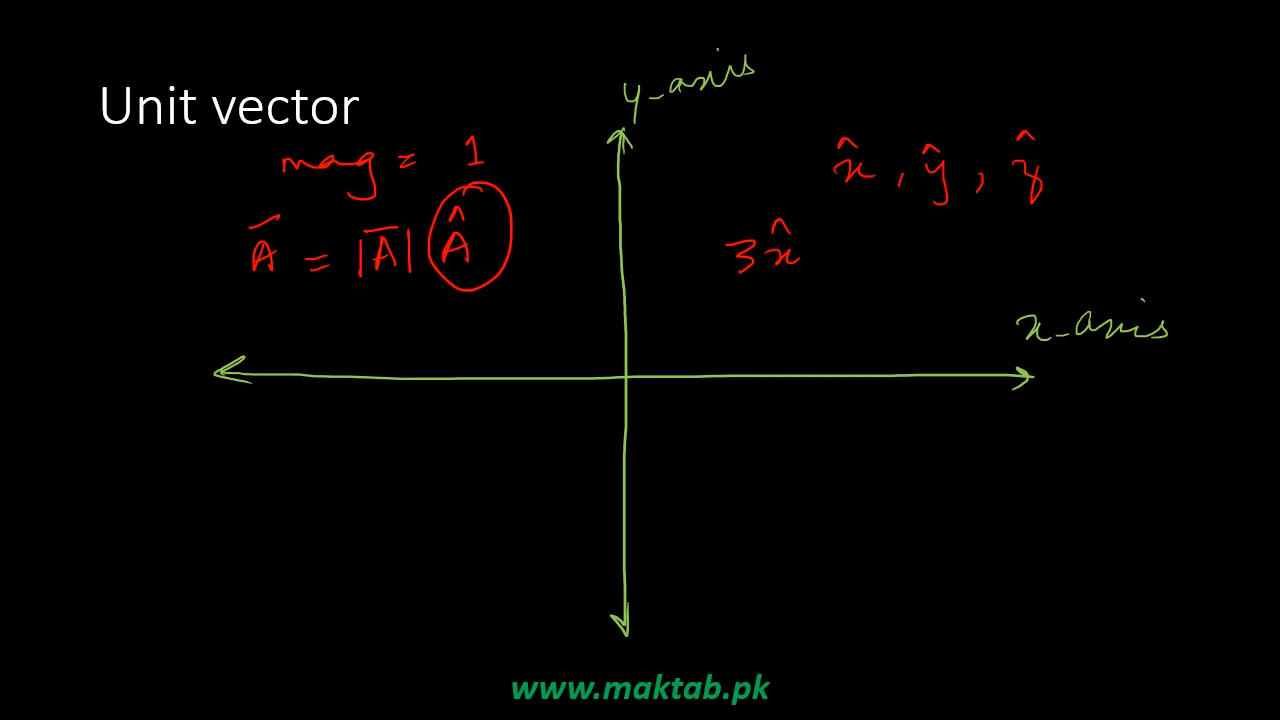 y-axis
Unit vector
mag = 1
x̂ , ŷ , ẑ
A̅ = |A̅| Â
3x̂
x-axis
www.maktab.pk